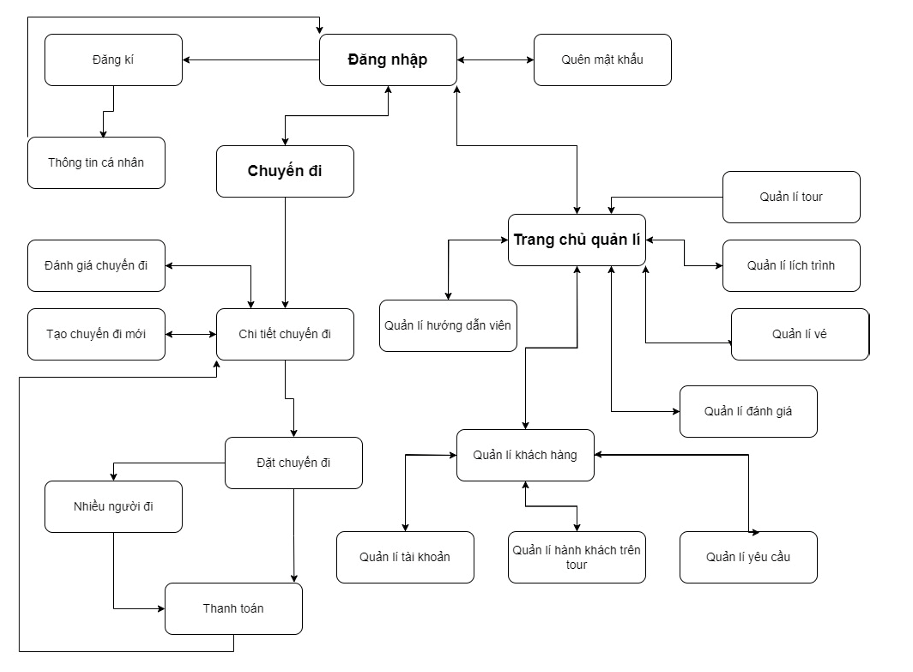 Đăng kí
Đăng nhập
Quên mật khẩu
Thông tin cá nhân
Chuyến đi
Quản lí tour
Trang chủ quản lí
Đánh giá chuyến đi
Quản lí lích trình
Quản lí hướng dẫn viên
Tạo chuyến đi mới
Chi tiết chuyến đi
Quản lí vé
Quản lí đánh giá
Đặt chuyến đi
Quản lí khách hàng
Nhiều người đi
Quản lí tài khoản
Quản lí hành khách trên
tour
Quản lí yêu cầu
Thanh toán